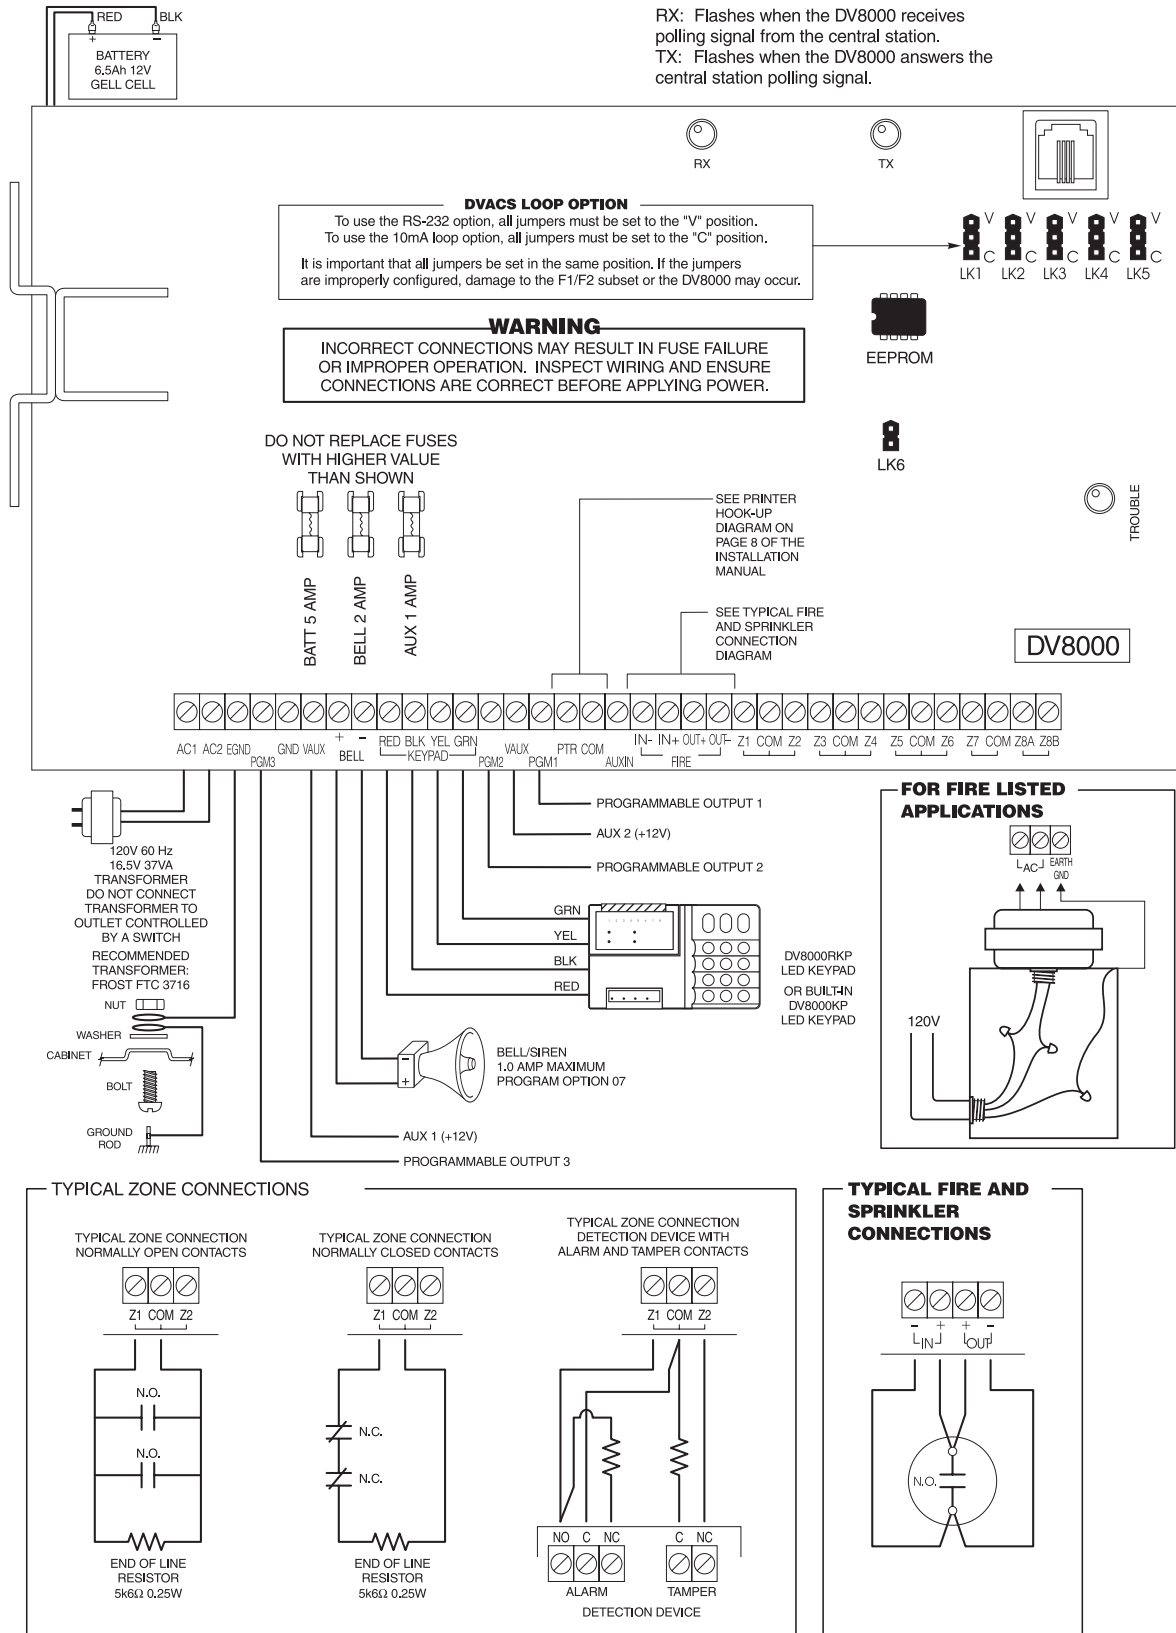 RED
BLK
+
–
BATTERY
6.5Ah 12V
GELL CELL
RX: Flashes when the DV8000 receives
polling signal from the central station.
TX: Flashes when the DV8000 answers the
central station polling signal.
RX
TX
DVACS LOOP OPTION
To use the RS-232 option, all jumpers must be set to the "V" position.
To use the 10mA loop option, all jumpers must be set to the "C" position.
It is important that all jumpers be set in the same position. If the jumpers
are improperly configured, damage to the F1/F2 subset or the DV8000 may occur.
V V V V V
C C C C C
LK1 LK2 LK3 LK4 LK5
WARNING
INCORRECT CONNECTIONS MAY RESULT IN FUSE FAILURE
OR IMPROPER OPERATION. INSPECT WIRING AND ENSURE
CONNECTIONS ARE CORRECT BEFORE APPLYING POWER.
EEPROM
LK6
TROUBLE
DO NOT REPLACE FUSES
WITH HIGHER VALUE
THAN SHOWN
BATT 5 AMP
BELL 2 AMP
AUX 1 AMP
SEE PRINTER
HOOK-UP
DIAGRAM ON
PAGE 8 OF THE
INSTALLATION
MANUAL
SEE TYPICAL FIRE
AND SPRINKLER
CONNECTION
DIAGRAM
DV8000
AC1 AC2 EGND PGM3 GND VAUX + – BELL RED BLK YEL GRN KEYPAD PGM2 VAUX PGM1 PTR COM AUXIN IN- IN+ OUT+ OUT- FIRE Z1 COM Z2 Z3 COM Z4 Z5 COM Z6 Z7 COM Z8A Z8B
120V 60 Hz
16.5V 37VA
TRANSFORMER
DO NOT CONNECT
TRANSFORMER TO
OUTLET CONTROLLED
BY A SWITCH
RECOMMENDED
TRANSFORMER:
FROST FTC 3716
NUT
WASHER
CABINET
BOLT
GROUND
ROD
PROGRAMMABLE OUTPUT 1
AUX 2 (+12V)
PROGRAMMABLE OUTPUT 2
GRN
YEL
BLK
RED
1 2 3 4 5 6 7 8
DV8000RKP
LED KEYPAD
OR BUILT-IN
DV8000KP
LED KEYPAD
–
+
BELL/SIREN
1.0 AMP MAXIMUM
PROGRAM OPTION 07
AUX 1 (+12V)
PROGRAMMABLE OUTPUT 3
FOR FIRE LISTED
APPLICATIONS
AC
EARTH
GND
120V
TYPICAL ZONE CONNECTIONS
TYPICAL ZONE CONNECTION
NORMALLY OPEN CONTACTS
Z1 COM Z2
N.O.
N.O.
END OF LINE
RESISTOR
5k6Ω 0.25W
TYPICAL ZONE CONNECTION
NORMALLY CLOSED CONTACTS
Z1 COM Z2
N.C.
N.C.
END OF LINE
RESISTOR
5k6Ω 0.25W
TYPICAL ZONE CONNECTION
DETECTION DEVICE WITH
ALARM AND TAMPER CONTACTS
Z1 COM Z2
NO C NC C NC
ALARM TAMPER
DETECTION DEVICE
TYPICAL FIRE AND
SPRINKLER
CONNECTIONS
– + + –
IN OUT
N.O.